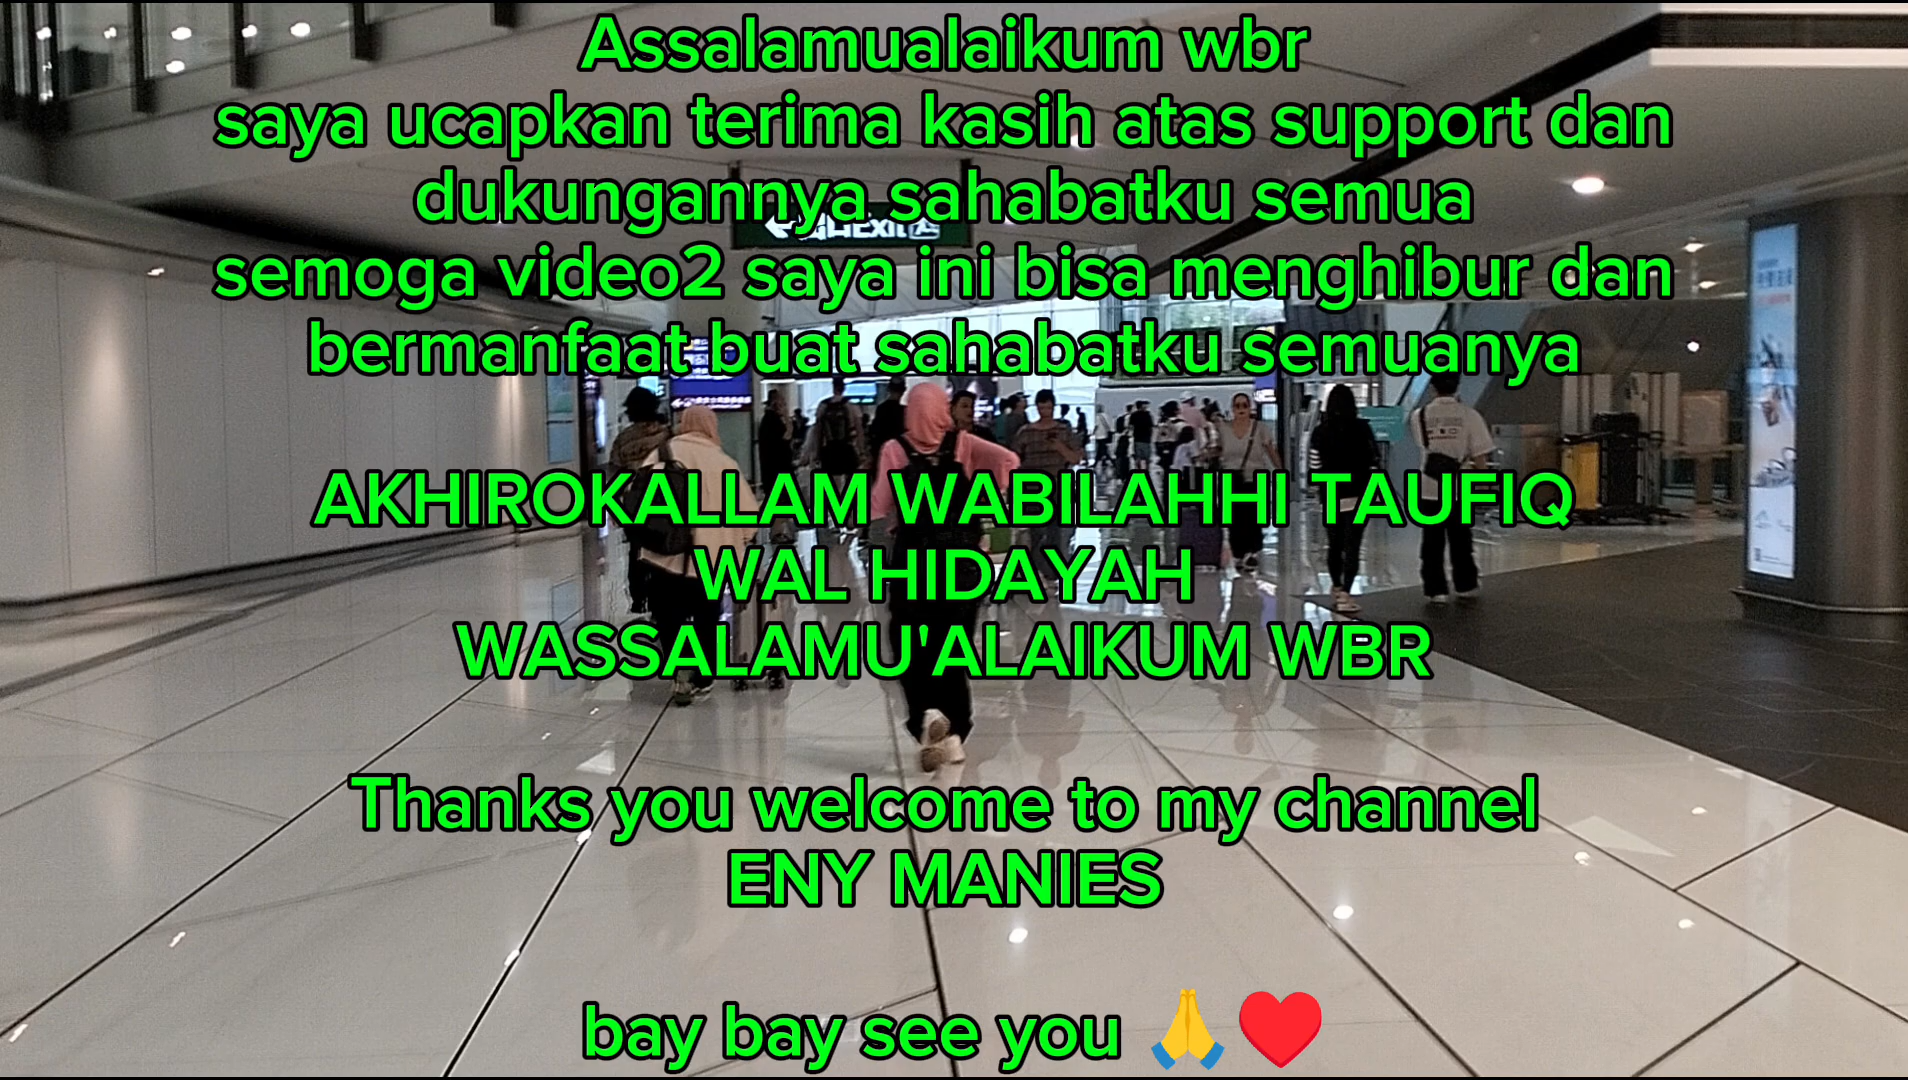 Assalamualaikum wbr
saya ucapkan terima kasih atas support dan
dukungannya sahabatku semua
semoga video2 saya ini bisa menghibur dan
bermanfaat buat sahabatku semuanya
AKHIROKALLAM WABILAHHI TAUFIQ
WAL HIDAYAH
WASSALAMU'ALAIKUM WBR
Thanks you welcome to my channel
ENY MANIES
bay bay see you 🙏❤️
Exit